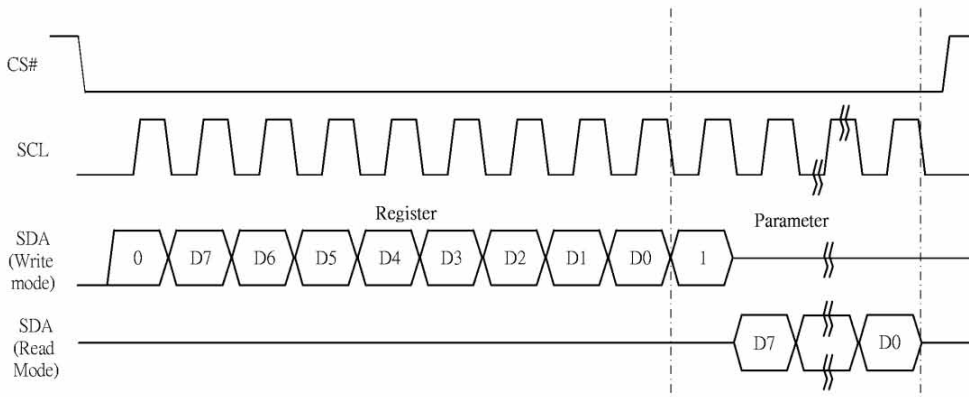 CS#
SCL
Register
Parameter
SDA
(Write
mode)
0 D7 D6 D5 D4 D3 D2 D1 D0 1
SDA
(Read
Mode)
D7 D0